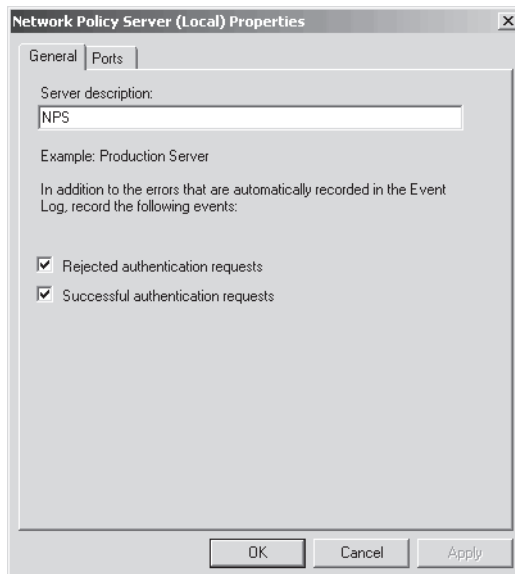 Network Policy Server (Local) Properties
General Ports
Server description:
NPS
Example: Production Server
In addition to the errors that are automatically recorded in the Event
Log, record the following events:
Rejected authentication requests
Successful authentication requests
OK Cancel Apply